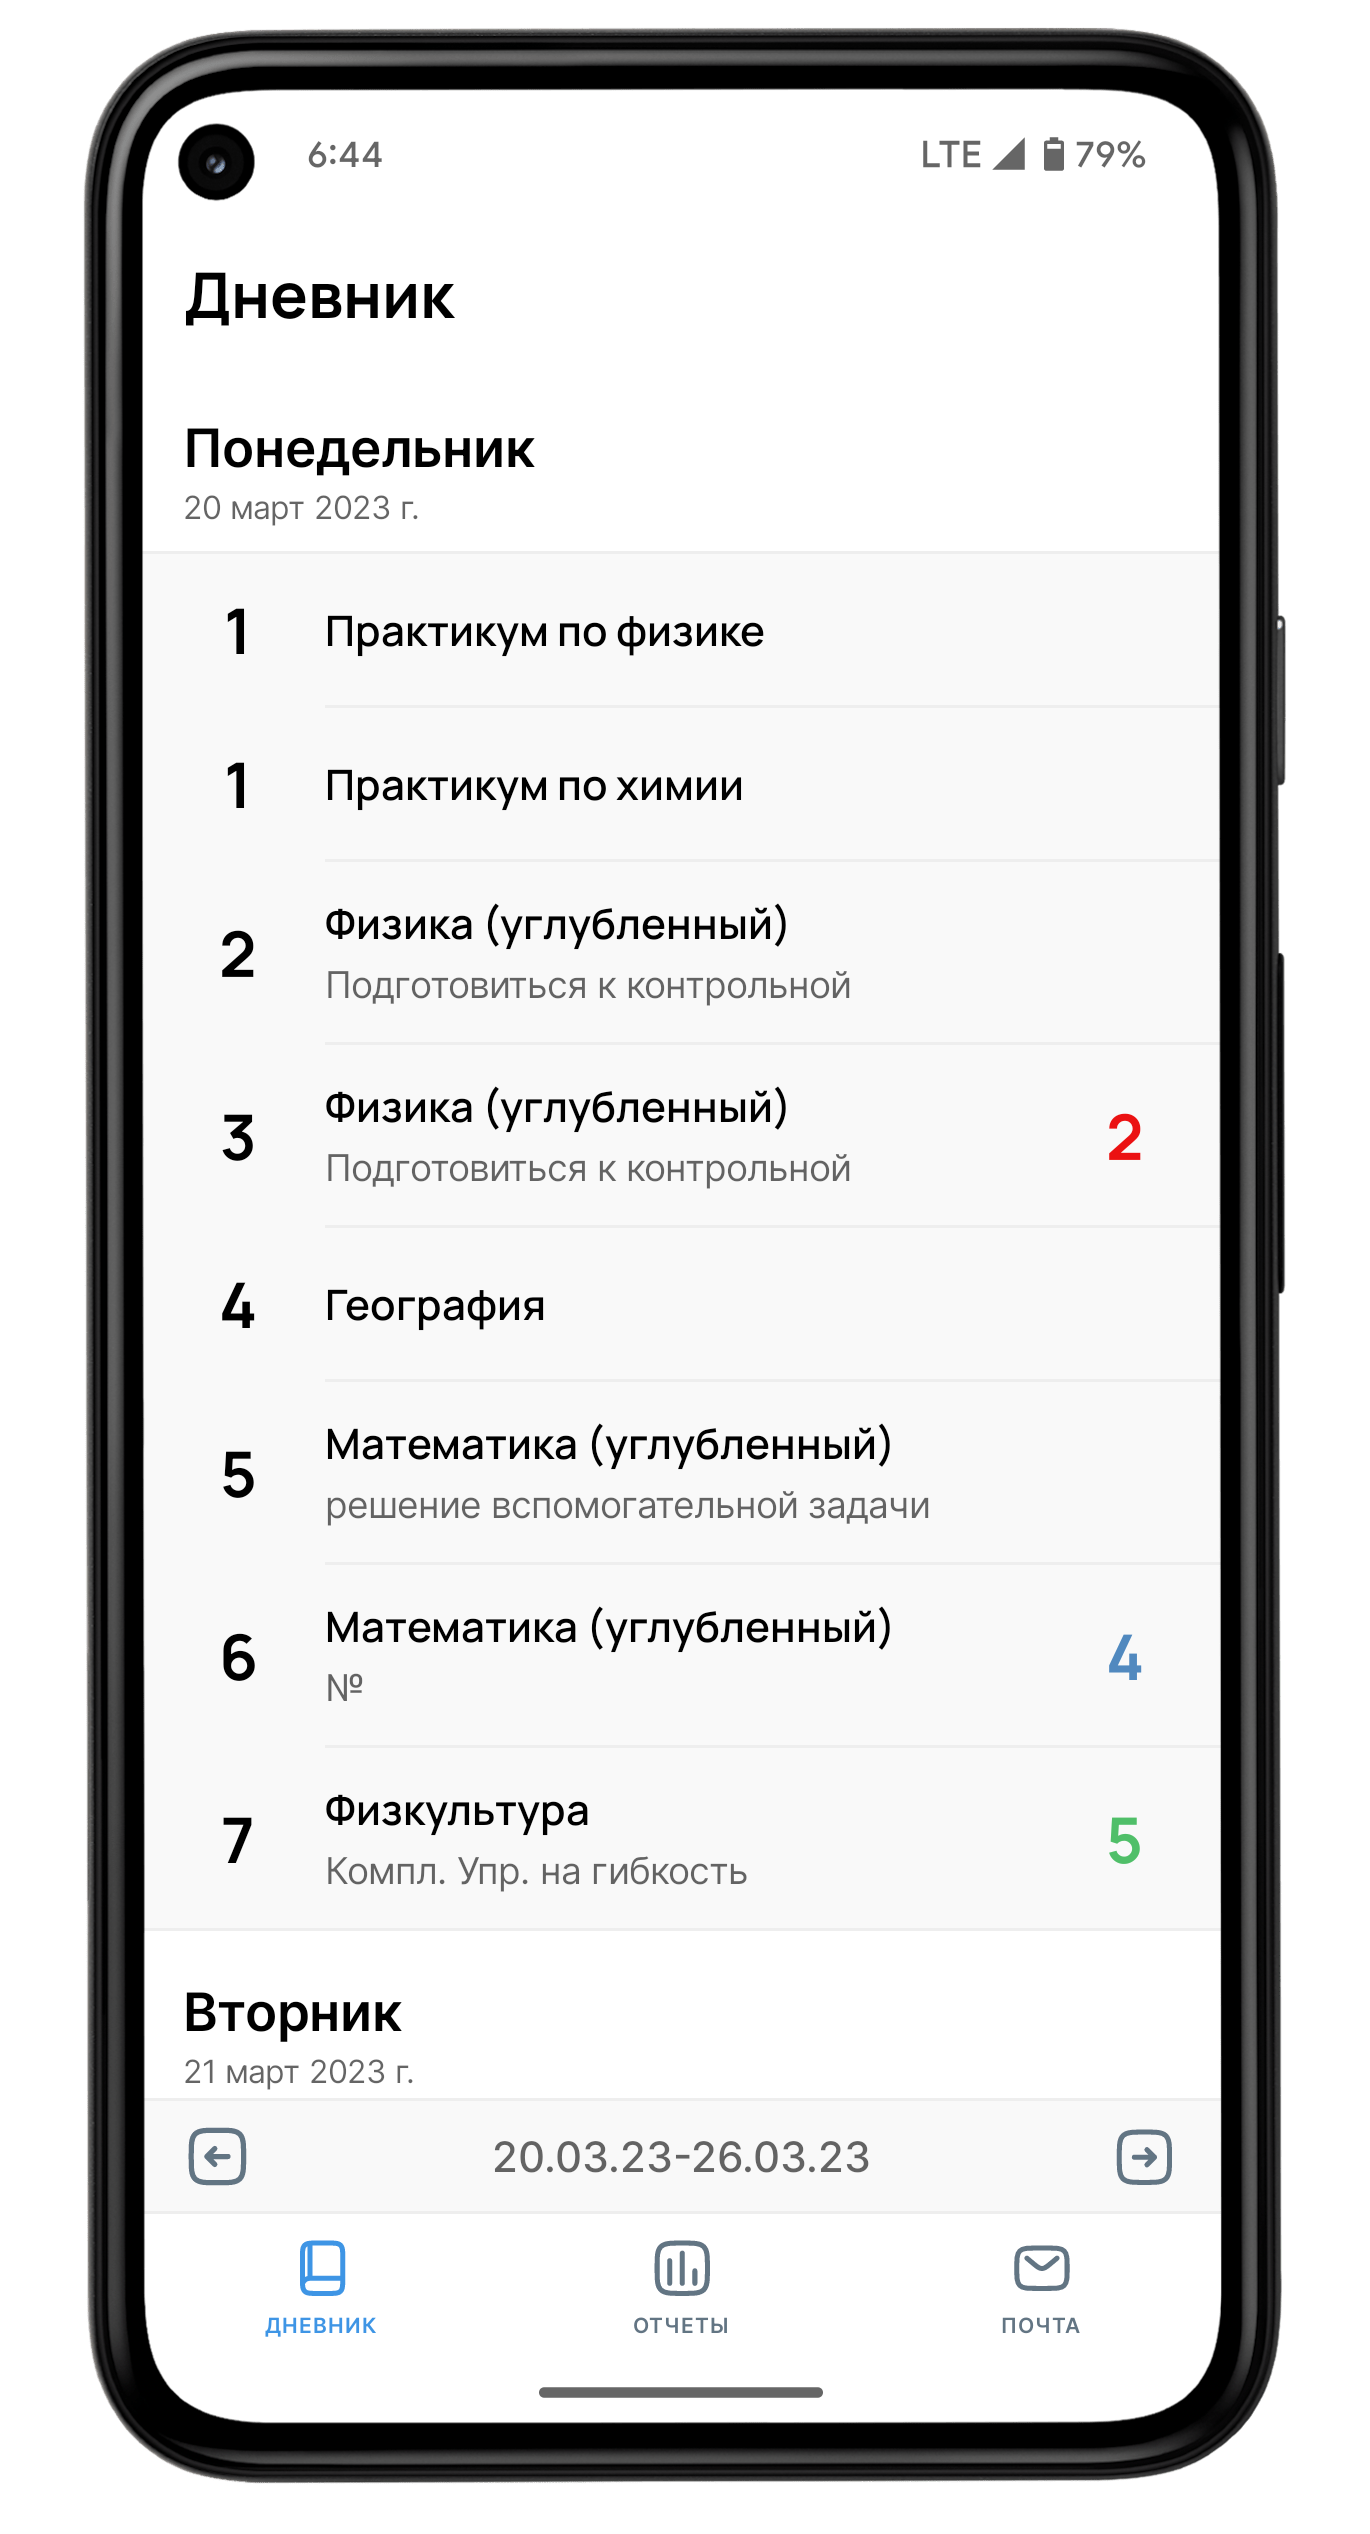 6:44 LTE 79%
Дневник
Понедельник
20 март 2023 г.
1 Практикум по физике
1 Практикум по химии
2 Физика (углубленный)
Подготовиться к контрольной
3 Физика (углубленный) 2
Подготовиться к контрольной
4 География
5 Математика (углубленный)
решение вспомогательной задачи
6 Математика (углубленный) 4
№
7 Физкультура 5
Компл. Упр. на гибкость
Вторник
21 март 2023 г.
20.03.23-26.03.23
ДНЕВНИК ОТЧЕТЫ ПОЧТА